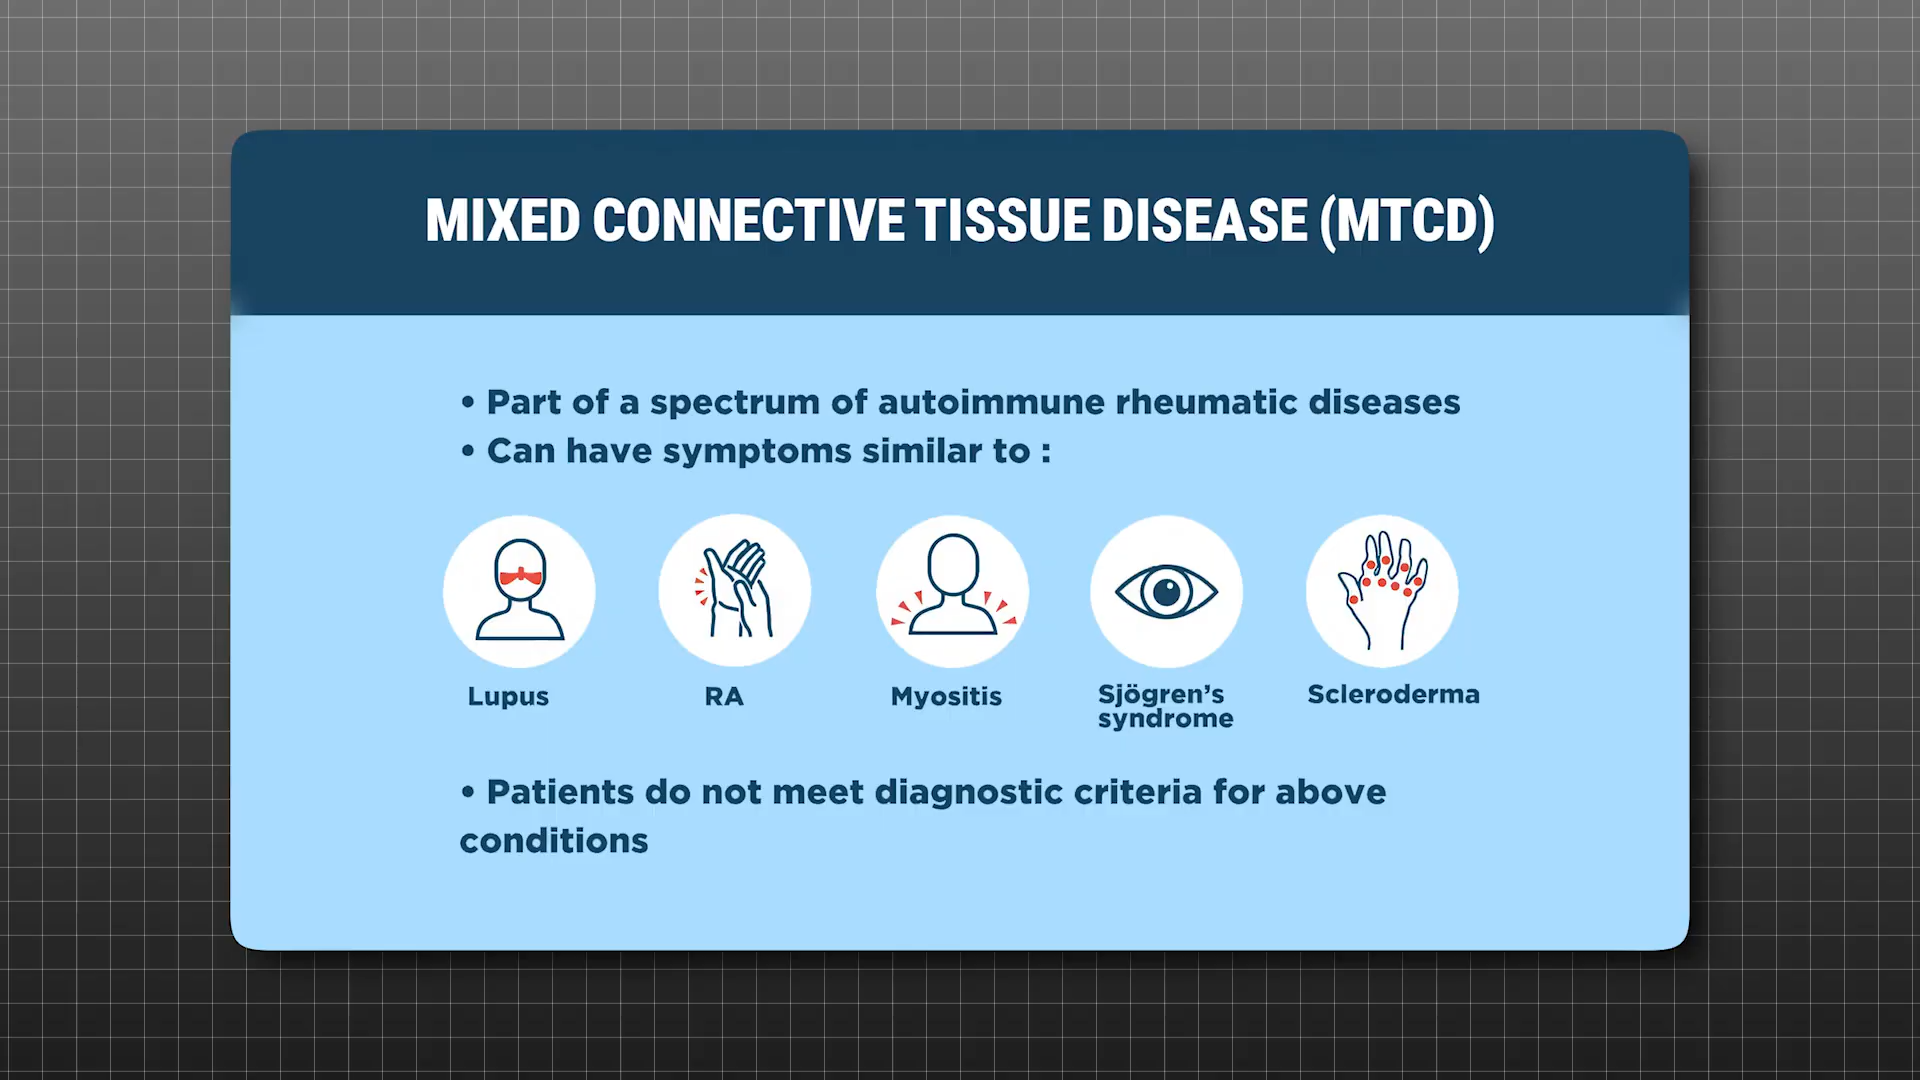 MIXED CONNECTIVE TISSUE DISEASE (MTCD)
• Part of a spectrum of autoimmune rheumatic diseases
• Can have symptoms similar to :
Lupus
RA
Myositis
Sjögren’s
syndrome
Scleroderma
• Patients do not meet diagnostic criteria for above
conditions